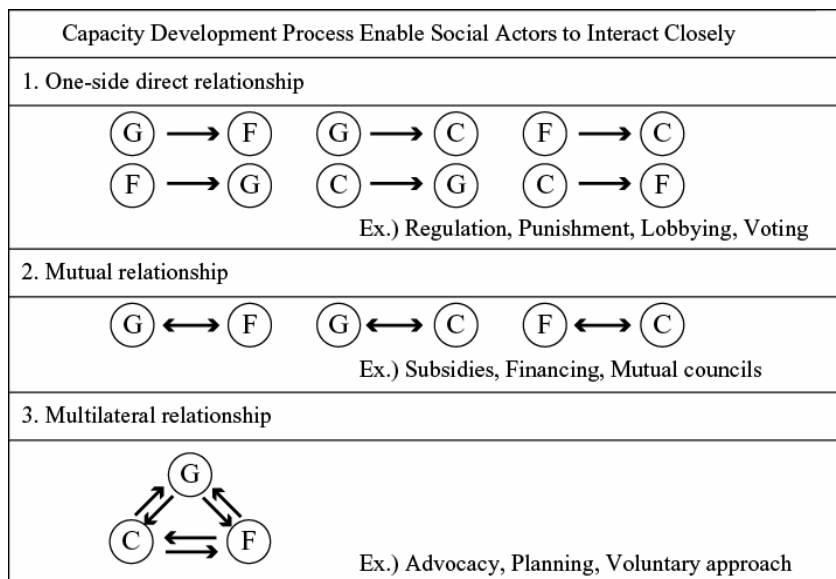 Capacity Development Process Enable Social Actors to Interact Closely
1. One-side direct relationship
G F G C F C
F G C G C F
Ex.) Regulation, Punishment, Lobbying, Voting
2. Mutual relationship
G F G C F C
Ex.) Subsidies, Financing, Mutual councils
3. Multilateral relationship
G
C F
Ex.) Advocacy, Planning, Voluntary approach